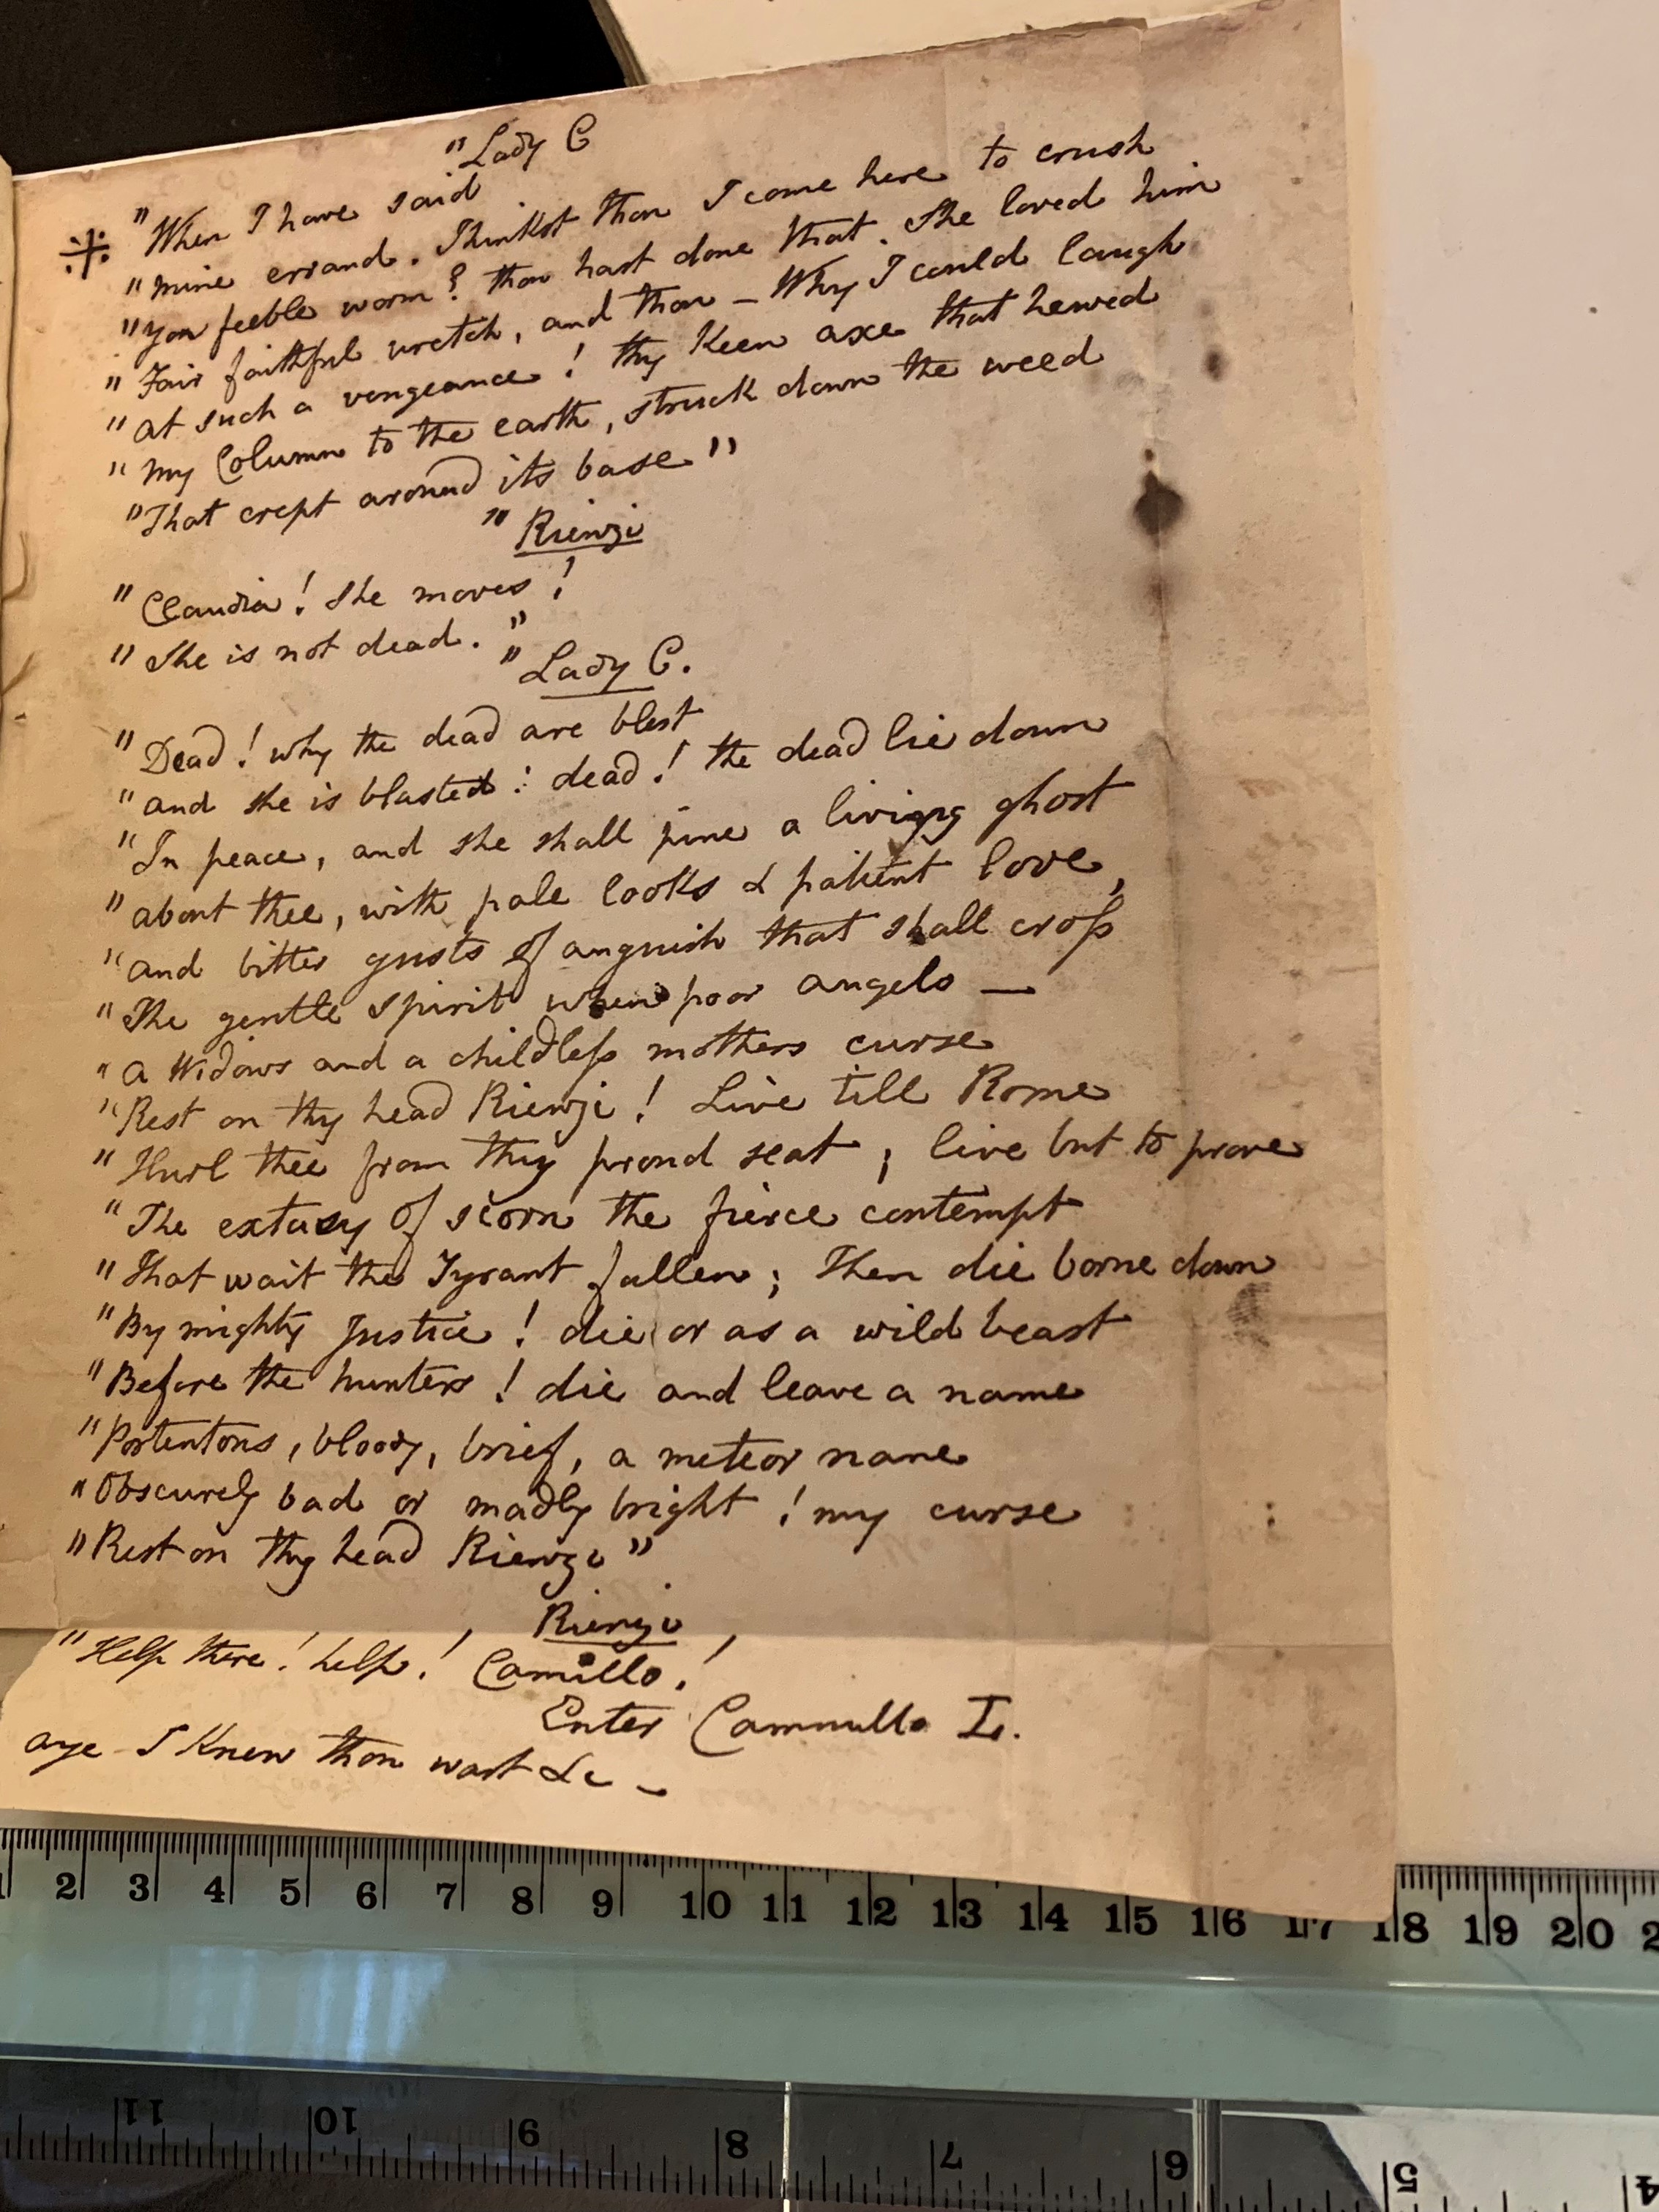 "Lady C
※ "When I have said
"mine errand. Thinkst thou I come here to crush
"yon feeble worm? thou hast done that. She loved him
"Fair faithful wretch, and thou – Why I could laugh
"at such a vengeance! thy Keen axe that hewed
"my Column to the earth, struck down the weed
"That crept around its base"
"Rienzi
"Claudia! She moves!
"She is not dead."
"Lady C.
"Dead! why the dead are blest
"and she is blasted: dead! the dead lie down
"In peace, and she shall pine a living ghost
"about thee, with pale looks & patient love,
"and bitter gusts of anguish that shall cross
"The gentle spirit when poor angelo —
"a Widows and a childless mothers curse
"Rest on thy head Rienzi! Live till Rome
"Hurl thee from thy proud seat; live but to prove
"The extasy of scorn the fierce contempt
"That wait the Tyrant fallen; Then die borne down
"By mighty Justice! die or as a wild beast
"Before the hunters! die and leave a name
"Portentous, bloody, brief, a meteor name
"Obscurely bad or madly bright! my curse
"Rest on thy head Rienzi"
Rienzi
"Help there! help! Camillo!
Enter Cammullo L.
aye I Knew thou wast &c –
1 2 3 4 5 6 7 8 9 10 11 12 13 14 15 16 17 18 19 20 2
11 10 9 8 7 6 5 4